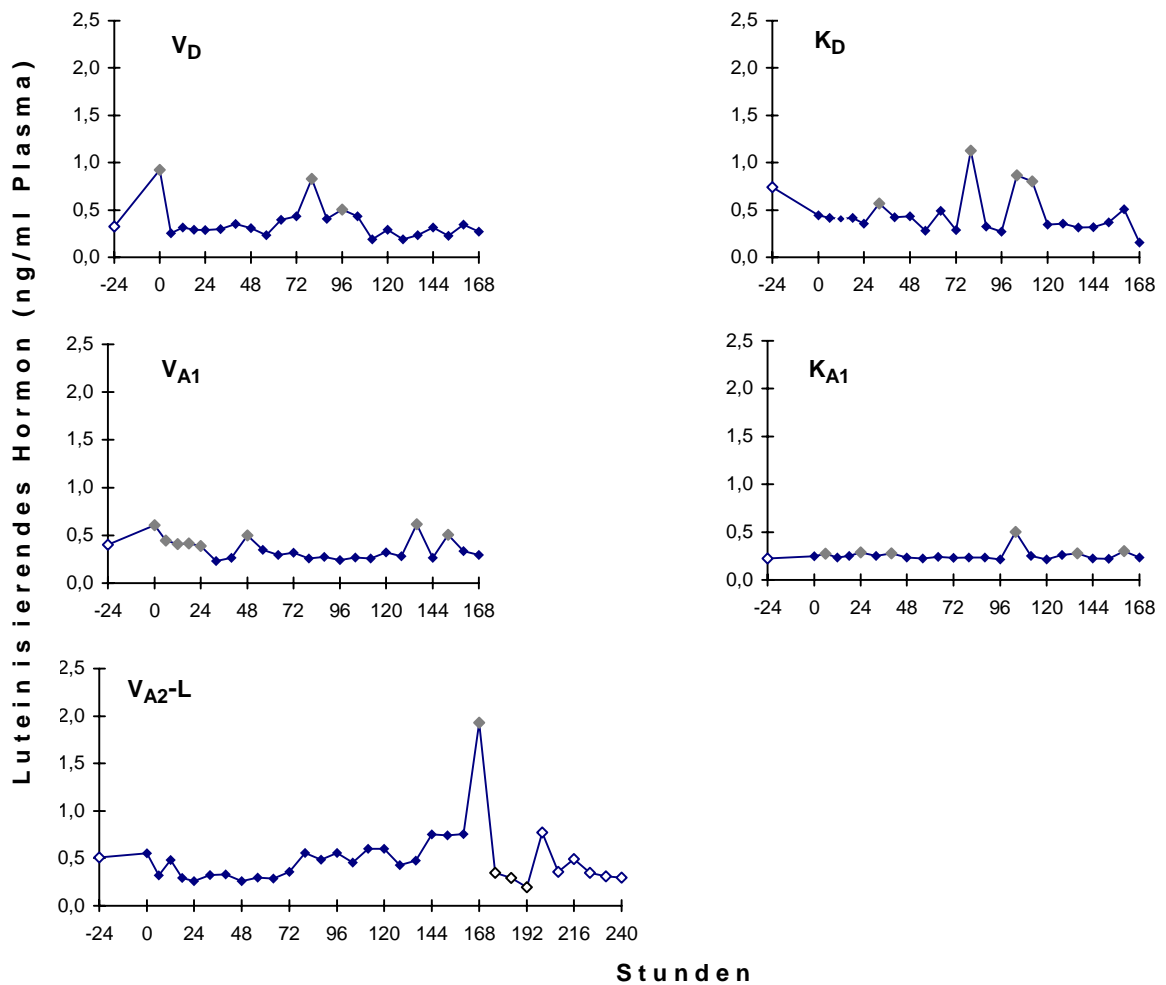 Luteinisierendes Hormon (ng/ml Plasma)
V_D
2,5
2,0
1,5
1,0
0,5
0,0
-24 0 24 48 72 96 120 144 168
K_D
2,5
2,0
1,5
1,0
0,5
0,0
-24 0 24 48 72 96 120 144 168
V_A1
2,5
2,0
1,5
1,0
0,5
0,0
-24 0 24 48 72 96 120 144 168
K_A1
2,5
2,0
1,5
1,0
0,5
0,0
-24 0 24 48 72 96 120 144 168
V_A2-L
2,5
2,0
1,5
1,0
0,5
0,0
-24 0 24 48 72 96 120 144 168 192 216 240
Stunden